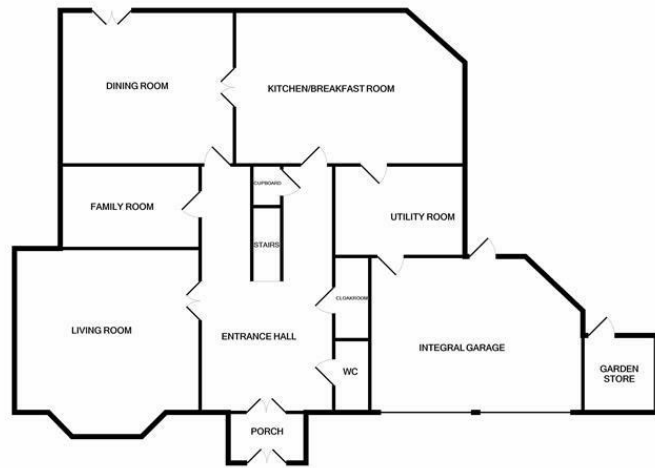 DINING ROOM
KITCHEN/BREAKFAST ROOM
CUPBOARD
FAMILY ROOM
UTILITY ROOM
STAIRS
CLOAKROOM
LIVING ROOM
ENTRANCE HALL
INTEGRAL GARAGE
WC
GARDEN
STORE
PORCH